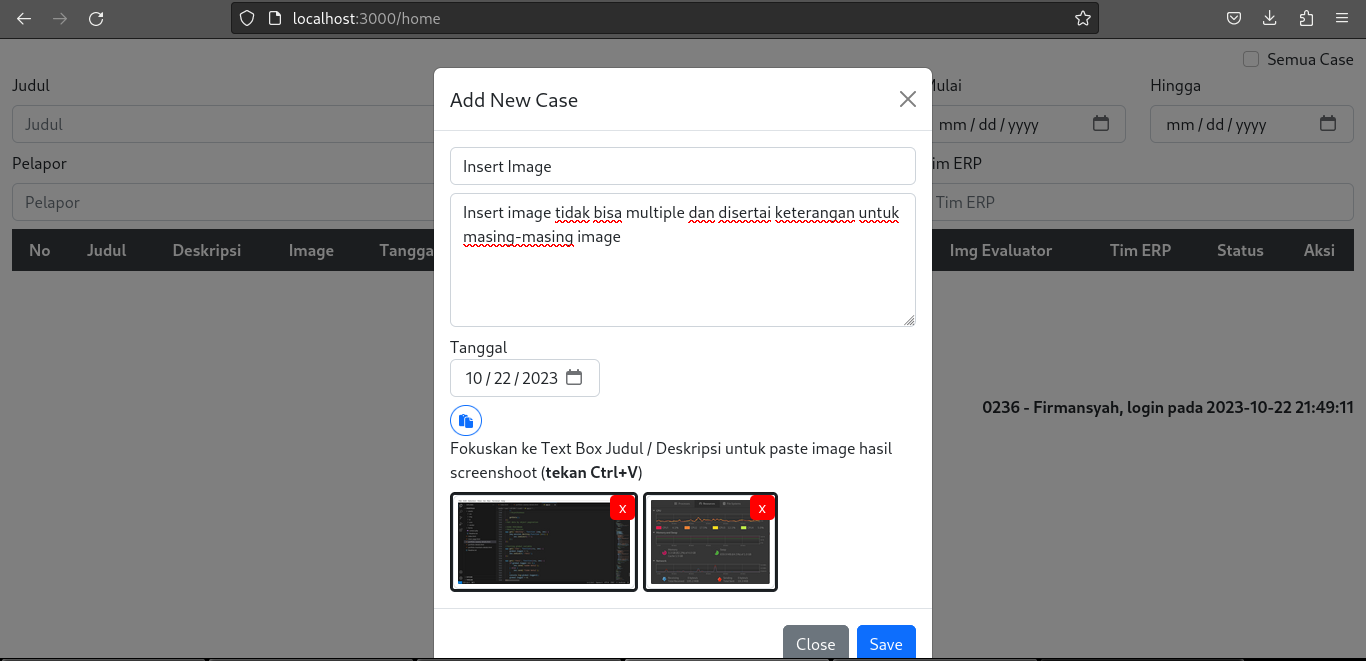 localhost:3000/home
Semua Case
Judul
Mulai
Hingga
Judul
mm / dd / yyyy
mm / dd / yyyy
Pelapor
Tim ERP
Pelapor
Tim ERP
No Judul Deskripsi Image Tangga
Img Evaluator Tim ERP Status Aksi
Add New Case
Insert Image
Insert image tidak bisa multiple dan disertai keterangan untuk
masing-masing image
Tanggal
10 / 22 / 2023
0236 - Firmansyah, login pada 2023-10-22 21:49:11
Fokuskan ke Text Box Judul / Deskripsi untuk paste image hasil
screenshoot (tekan Ctrl+V)
x
x
Close
Save